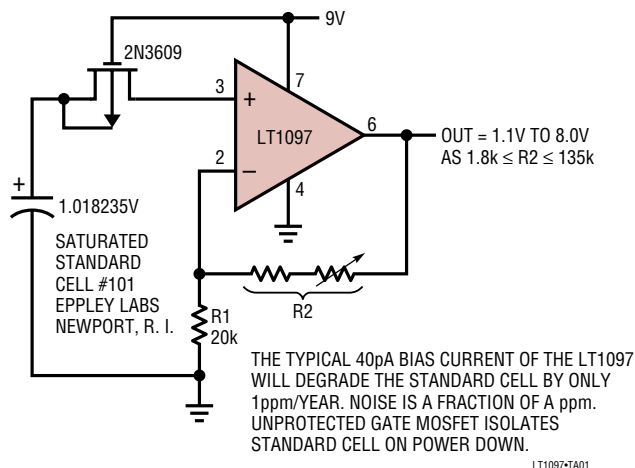 9V
2N3609
3
+
7
LT1097
6
2
−
4
OUT = 1.1V TO 8.0V
AS 1.8k ≤ R2 ≤ 135k
+
1.018235V
SATURATED
STANDARD
CELL #101
EPPLEY LABS
NEWPORT, R. I.
R2
R1
20k
THE TYPICAL 40pA BIAS CURRENT OF THE LT1097
WILL DEGRADE THE STANDARD CELL BY ONLY
1ppm/YEAR. NOISE IS A FRACTION OF A ppm.
UNPROTECTED GATE MOSFET ISOLATES
STANDARD CELL ON POWER DOWN.
LT1097•TA01